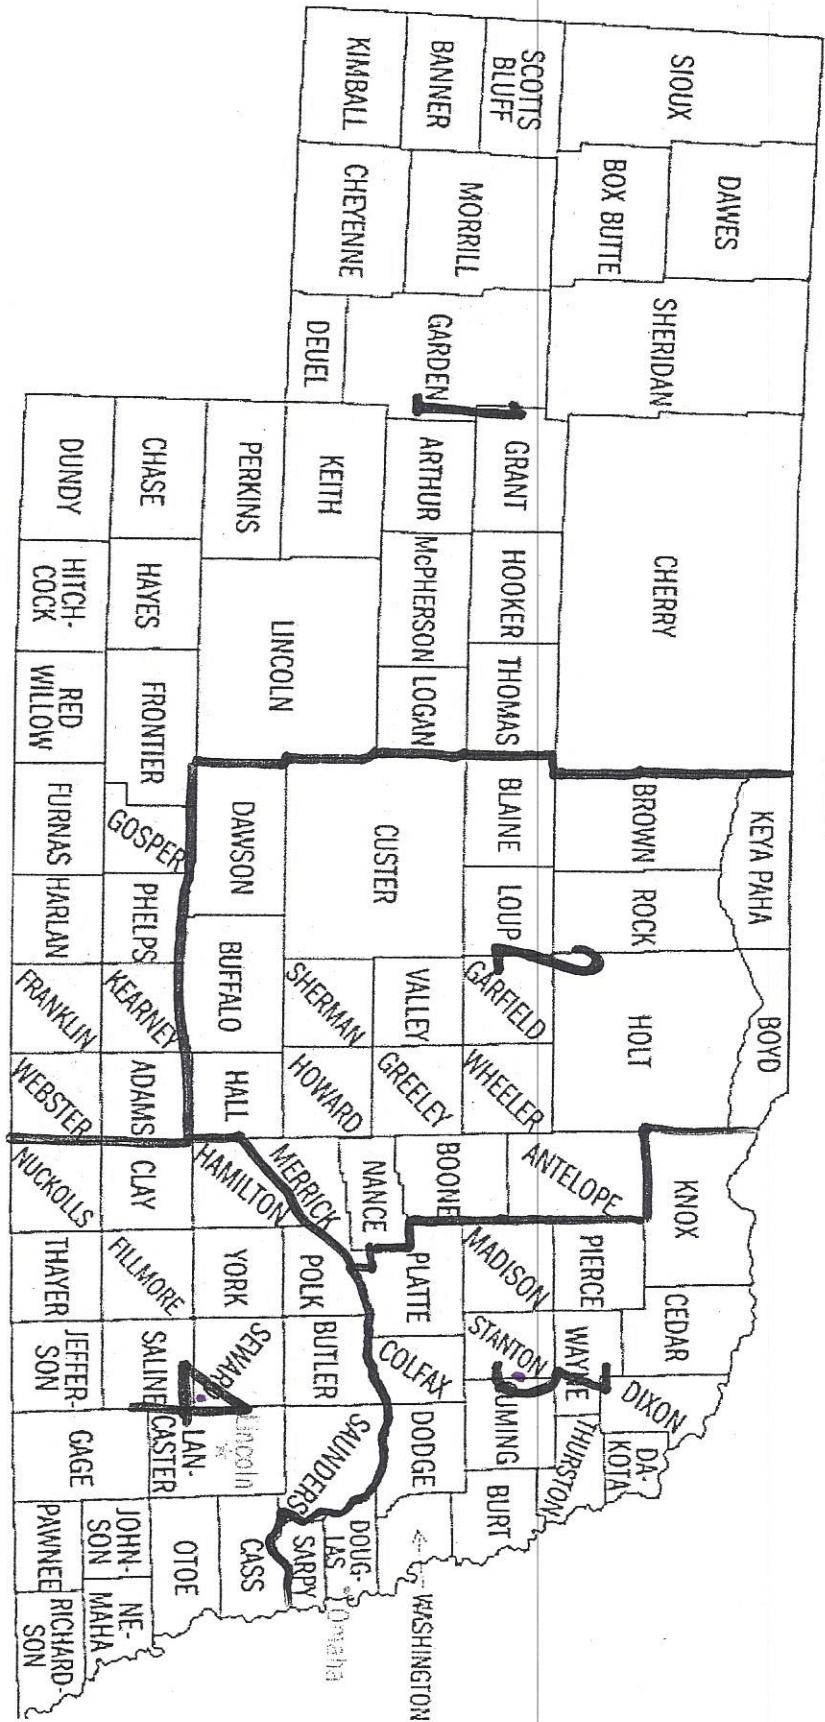 SIOUX
DAWES
BOX BUTTE
SCOTTS
BLUFF
BANNER
KIMBALL
MORRILL
CHEYENNE
SHERIDAN
GARDEN
DEUEL
1
CHERRY
GRANT
HOOKER
THOMAS
ARTHUR
McPHERSON
LOGAN
KEITH
LINCOLN
PERKINS
CHASE
HAYES
FRONTIER
DUNDY
HITCH-
COCK
RED
WILLOW
KEYA PAHA
BOYD
BROWN
ROCK
HOLT
2
BLAINE
LOUP
GARFIELD
WHEELER
CUSTER
VALLEY
GREELEY
SHERMAN
HOWARD
DAWSON
BUFFALO
HALL
GOSPER
PHELPS
KEARNEY
ADAMS
FURNAS
HARLAN
FRANKLIN
WEBSTER
KNOX
CEDAR
DIXON
DA-
KOTA
ANTELOPE
PIERCE
WAYNE
THURSTON
3
BOONE
MADISON
STANTON
CUMING
BURT
NANCE
PLATTE
COLFAX
DODGE
WASHINGTON
MERRICK
POLK
BUTLER
SAUNDERS
DOUG-
LAS
Omaha
SARPY
HAMILTON
YORK
SEWARD
4
Lincoln
LAN-
CASTER
CASS
OTOE
CLAY
FILLMORE
SALINE
GAGE
JOHN-
SON
NE-
MAHA
NUCKOLLS
THAYER
JEFFER-
SON
PAWNEE
RICHARD-
SON